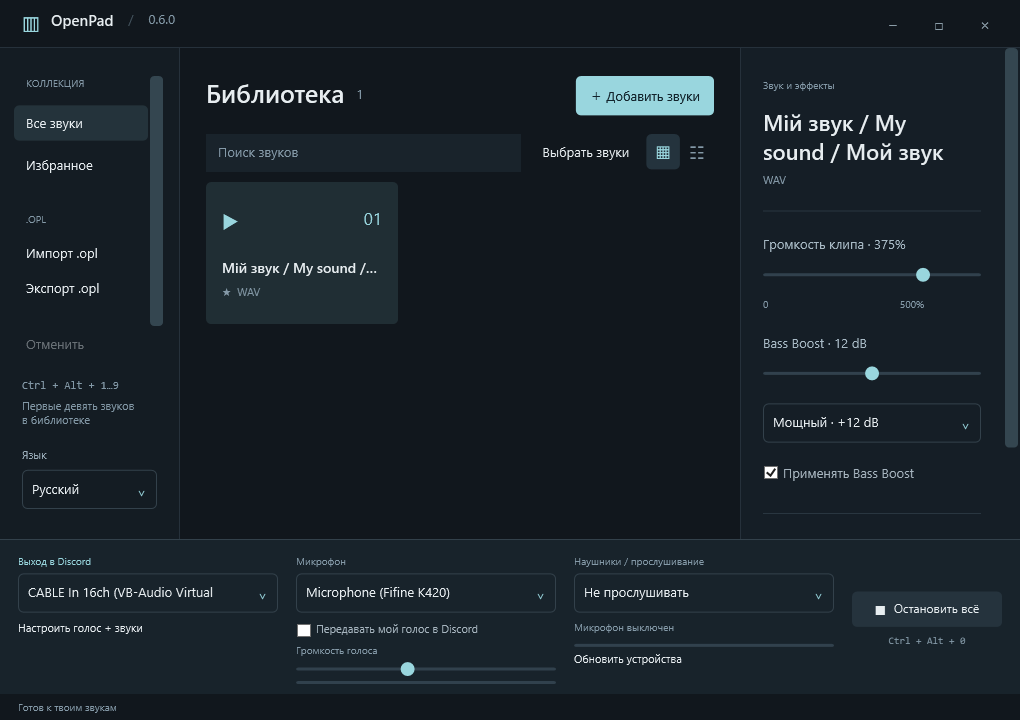 OpenPad / 0.6.0
КОЛЛЕКЦИЯ
Все звуки
Избранное
.OPL
Импорт .opl
Экспорт .opl
Отменить
Ctrl + Alt + 1…9
Первые девять звуков
в библиотеке
Язык
Русский
Библиотека 1
+ Добавить звуки
Поиск звуков
Выбрать звуки
01
Мій звук / My sound /...
★ WAV
Звук и эффекты
Мій звук / My
sound / Мой звук
WAV
Громкость клипа · 375%
0 500%
Bass Boost · 12 dB
Мощный · +12 dB
Применять Bass Boost
Выход в Discord
CABLE In 16ch (VB-Audio Virtual
Настроить голос + звуки
Микрофон
Microphone (Fifine K420)
Передавать мой голос в Discord
Громкость голоса
Наушники / прослушивание
Не прослушивать
Микрофон выключен
Обновить устройства
Остановить всё
Ctrl + Alt + 0
Готов к твоим звукам